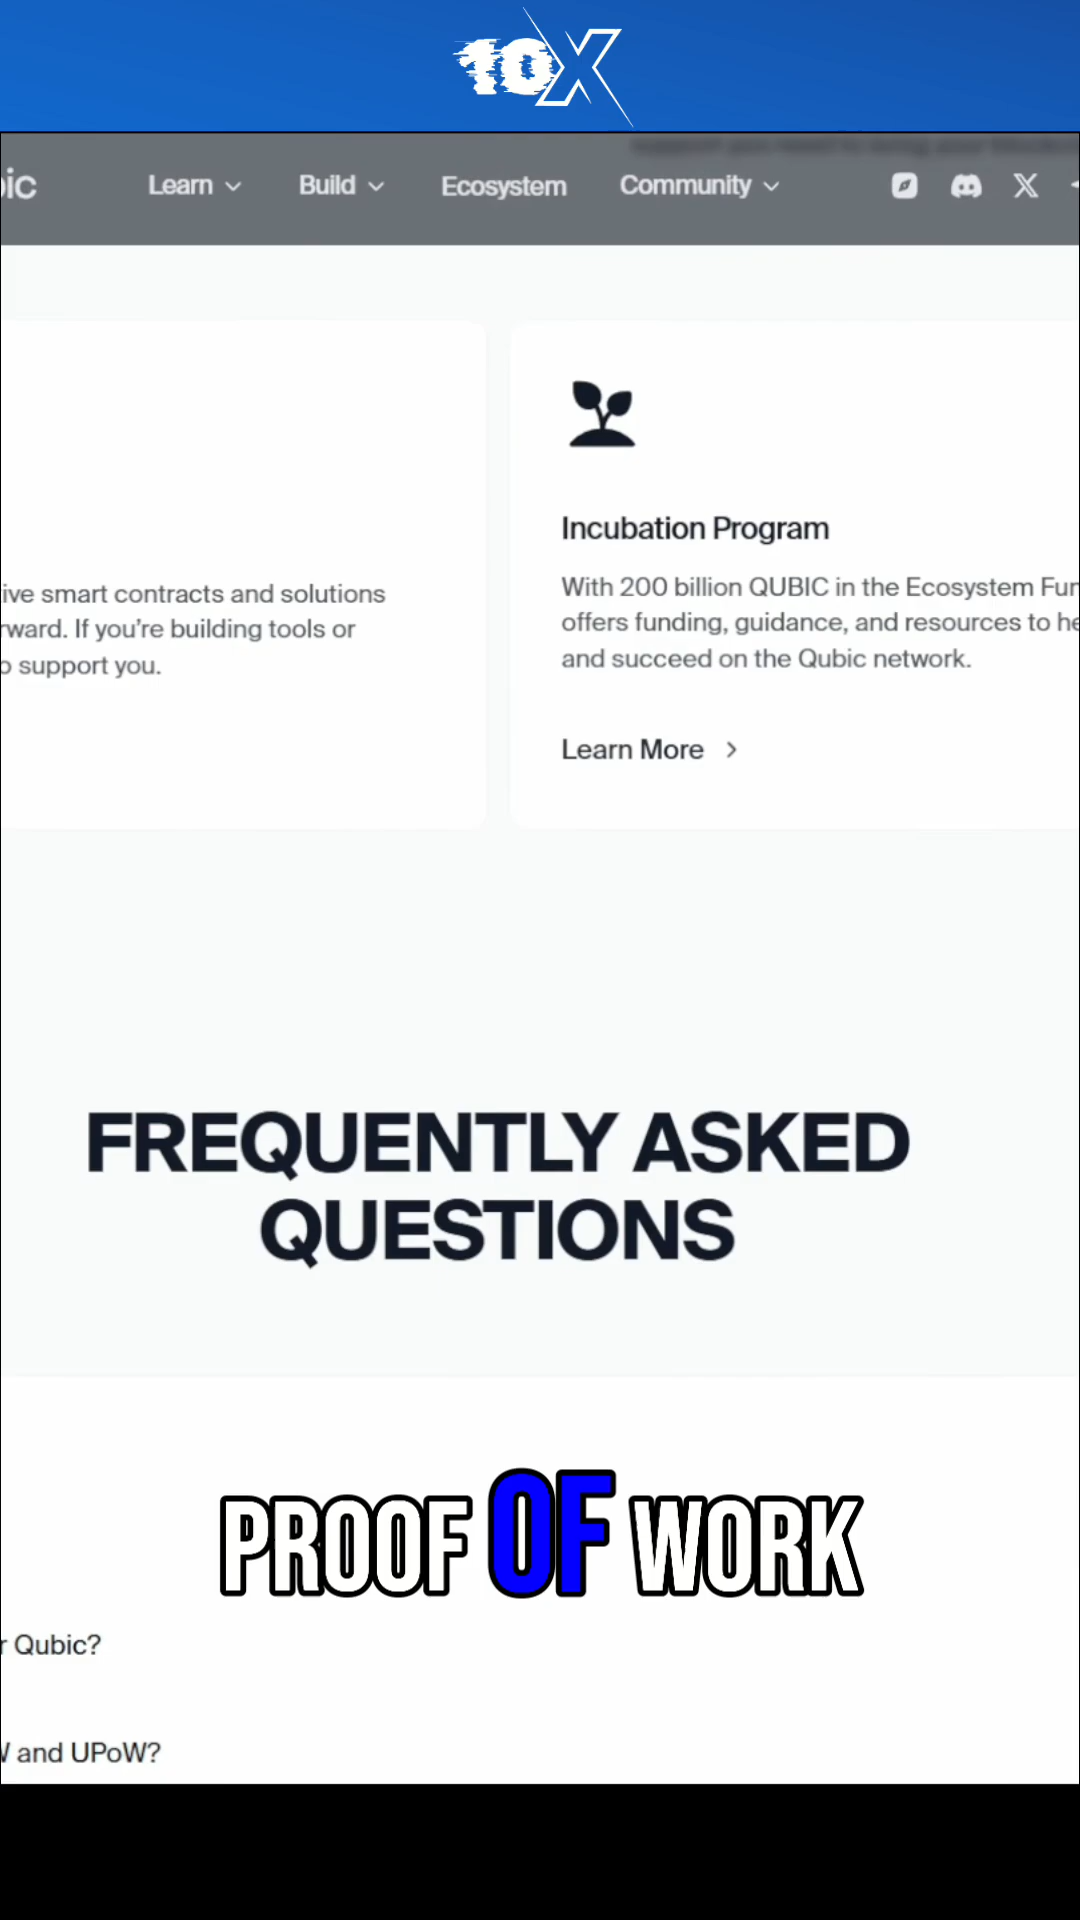 10X
Learn
Build
Ecosystem
Community
ive smart contracts and solutions
rward. If you're building tools or
o support you.
Incubation Program
With 200 billion QUBIC in the Ecosystem Fun
offers funding, guidance, and resources to he
and succeed on the Qubic network.
Learn More
FREQUENTLY ASKED
QUESTIONS
PROOF OF WORK
r Qubic?
and UPoW?